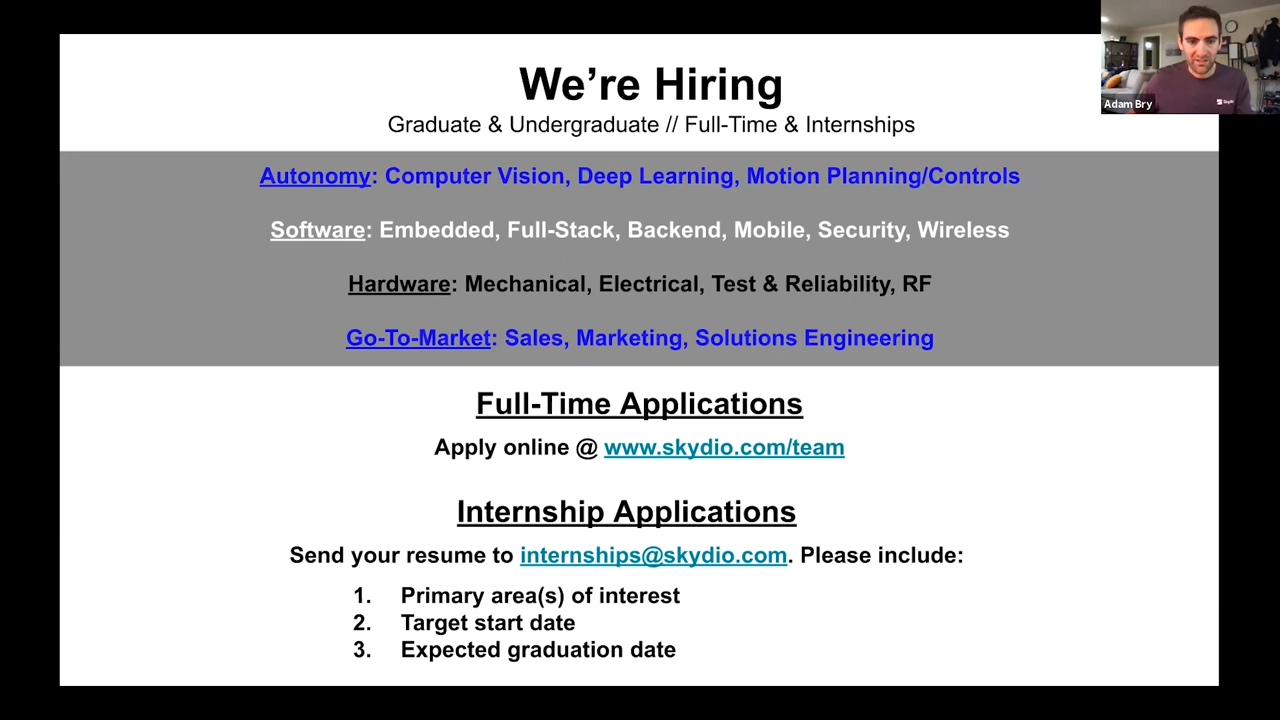 We’re Hiring
Graduate & Undergraduate // Full-Time & Internships
Autonomy: Computer Vision, Deep Learning, Motion Planning/Controls
Software: Embedded, Full-Stack, Backend, Mobile, Security, Wireless
Hardware: Mechanical, Electrical, Test & Reliability, RF
Go-To-Market: Sales, Marketing, Solutions Engineering
Full-Time Applications
Apply online @ www.skydio.com/team
Internship Applications
Send your resume to internships@skydio.com. Please include:
1. Primary area(s) of interest
2. Target start date
3. Expected graduation date
Adam Bry